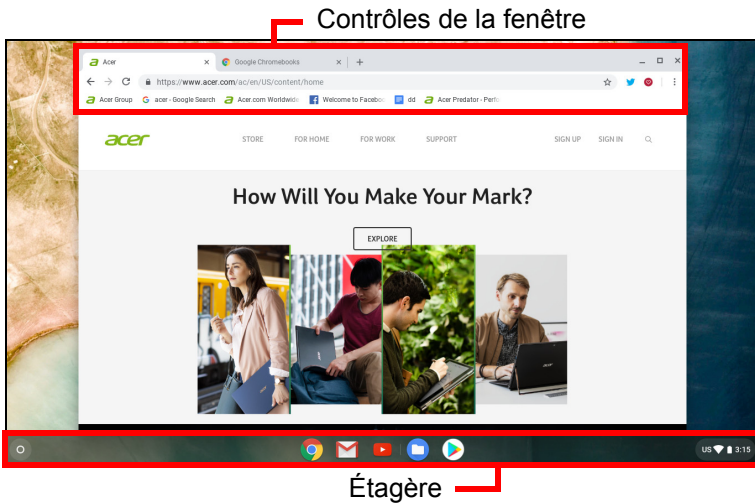 Contrôles de la fenêtre
Acer Google Chromebooks
https://www.acer.com/ac/en/US/content/home
Acer Group acer - Google Search Acer.com Worldwide Welcome to Faceboo dd Acer Predator - Perfo
acer STORE FOR HOME FOR WORK SUPPORT SIGN UP SIGN IN
How Will You Make Your Mark?
EXPLORE
US 3:15
Étagère